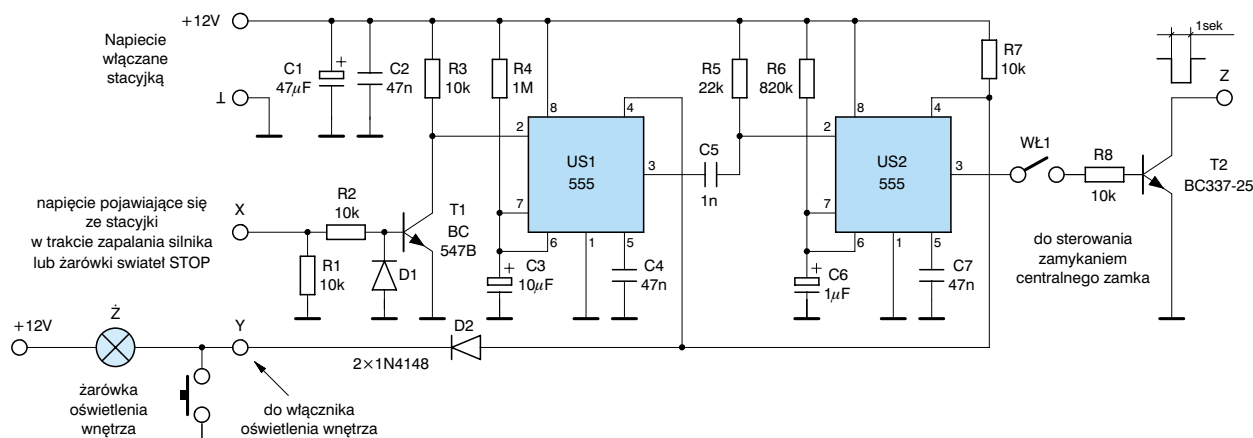 +12V
Napiecie
włączane
stacyjką
⊥
C1
47µF
+
C2
47n
R3
10k
R4
1M
8
4
2
US1
555
3
7
6
1
5
C3
10µF
+
C4
47n
C5
1n
R5
22k
R6
820k
8
4
2
US2
555
3
7
6
1
5
C6
1µF
+
C7
47n
R7
10k
1sek
Z
WŁ1
R8
10k
T2
BC337-25
do sterowania
zamykaniem
centralnego zamka
napięcie pojawiające się
ze stacyjki
w trakcie zapalania silnika
lub żarówki swiateł STOP
X
R2
10k
R1
10k
D1
T1
BC
547B
+12V
Ż
Y
D2
2×1N4148
żarówka
oświetlenia
wnętrza
do włącznika
oświetlenia wnętrza